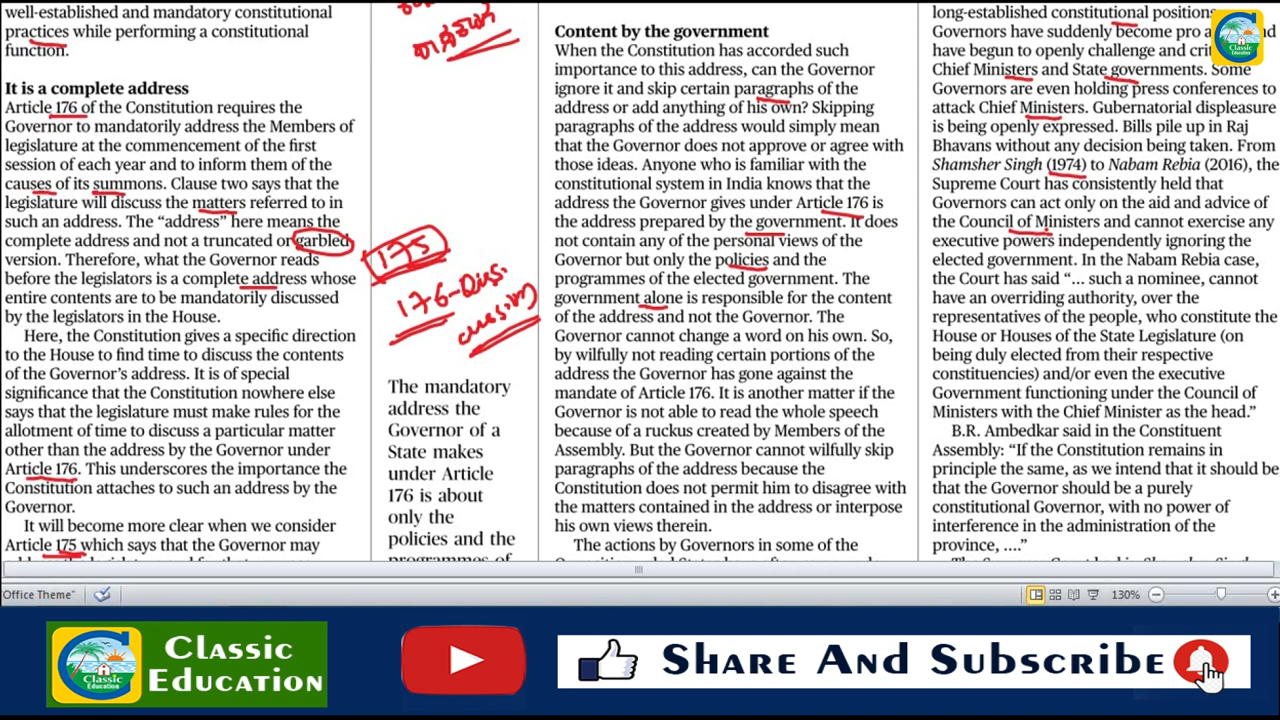 well-established and mandatory constitutional
practices while performing a constitutional
function.
It is a complete address
Article 176 of the Constitution requires the
Governor to mandatorily address the Members of
legislature at the commencement of the first
session of each year and to inform them of the
causes of its summons. Clause two says that the
legislature will discuss the matters referred to in
such an address. The “address” here means the
complete address and not a truncated or garbled
version. Therefore, what the Governor reads
before the legislators is a complete address whose
entire contents are to be mandatorily discussed
by the legislators in the House.
Here, the Constitution gives a specific direction
to the House to find time to discuss the contents
of the Governor’s address. It is of special
significance that the Constitution nowhere else
says that the legislature must make rules for the
allotment of time to discuss a particular matter
other than the address by the Governor under
Article 176. This underscores the importance the
Constitution attaches to such an address by the
Governor.
It will become more clear when we consider
Article 175 which says that the Governor may
175
176-Discussion
The mandatory
address the
Governor of a
State makes
under Article
176 is about
only the
policies and the
programmes of
Content by the government
When the Constitution has accorded such
importance to this address, can the Governor
ignore it and skip certain paragraphs of the
address or add anything of his own? Skipping
paragraphs of the address would simply mean
that the Governor does not approve or agree with
those ideas. Anyone who is familiar with the
constitutional system in India knows that the
address the Governor gives under Article 176 is
the address prepared by the government. It does
not contain any of the personal views of the
Governor but only the policies and the
programmes of the elected government. The
government alone is responsible for the content
of the address and not the Governor. The
Governor cannot change a word on his own. So,
by wilfully not reading certain portions of the
address the Governor has gone against the
mandate of Article 176. It is another matter if the
Governor is not able to read the whole speech
because of a ruckus created by Members of the
Assembly. But the Governor cannot wilfully skip
paragraphs of the address because the
Constitution does not permit him to disagree with
the matters contained in the address or interpose
his own views therein.
The actions by Governors in some of the
long-established constitutional positions
Governors have suddenly become pro
have begun to openly challenge and
Chief Ministers and State governments. Some
Governors are even holding press conferences to
attack Chief Ministers. Gubernatorial displeasure
is being openly expressed. Bills pile up in Raj
Bhavans without any decision being taken. From
Shamsher Singh (1974) to Nabam Rebia (2016), the
Supreme Court has consistently held that
Governors can act only on the aid and advice of
the Council of Ministers and cannot exercise any
executive powers independently ignoring the
elected government. In the Nabam Rebia case,
the Court has said “… such a nominee, cannot
have an overriding authority, over the
representatives of the people, who constitute the
House or Houses of the State Legislature (on
being duly elected from their respective
constituencies) and/or even the executive
Government functioning under the Council of
Ministers with the Chief Minister as the head.”
B.R. Ambedkar said in the Constituent
Assembly: “If the Constitution remains in
principle the same, as we intend that it should be
that the Governor should be a purely
constitutional Governor, with no power of
interference in the administration of the
province, ….”
Classic
Education
Office Theme"
130%
Classic
Education
Classic
Education
Share And Subscribe